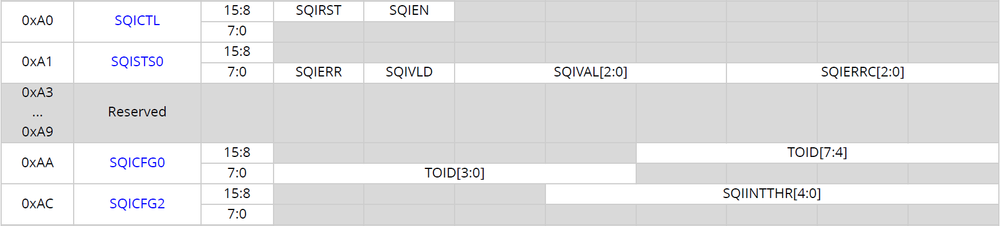 0xA0 SQICTL 15:8 SQIRST SQIEN
7:0
0xA1 SQISTS0 15:8
7:0 SQIERR SQIVLD SQIVAL[2:0] SQIERRC[2:0]
0xA3
...
0xA9
Reserved
0xAA SQICFG0 15:8 TOID[7:4]
7:0 TOID[3:0]
0xAC SQICFG2 15:8 SQIINTTHR[4:0]
7:0